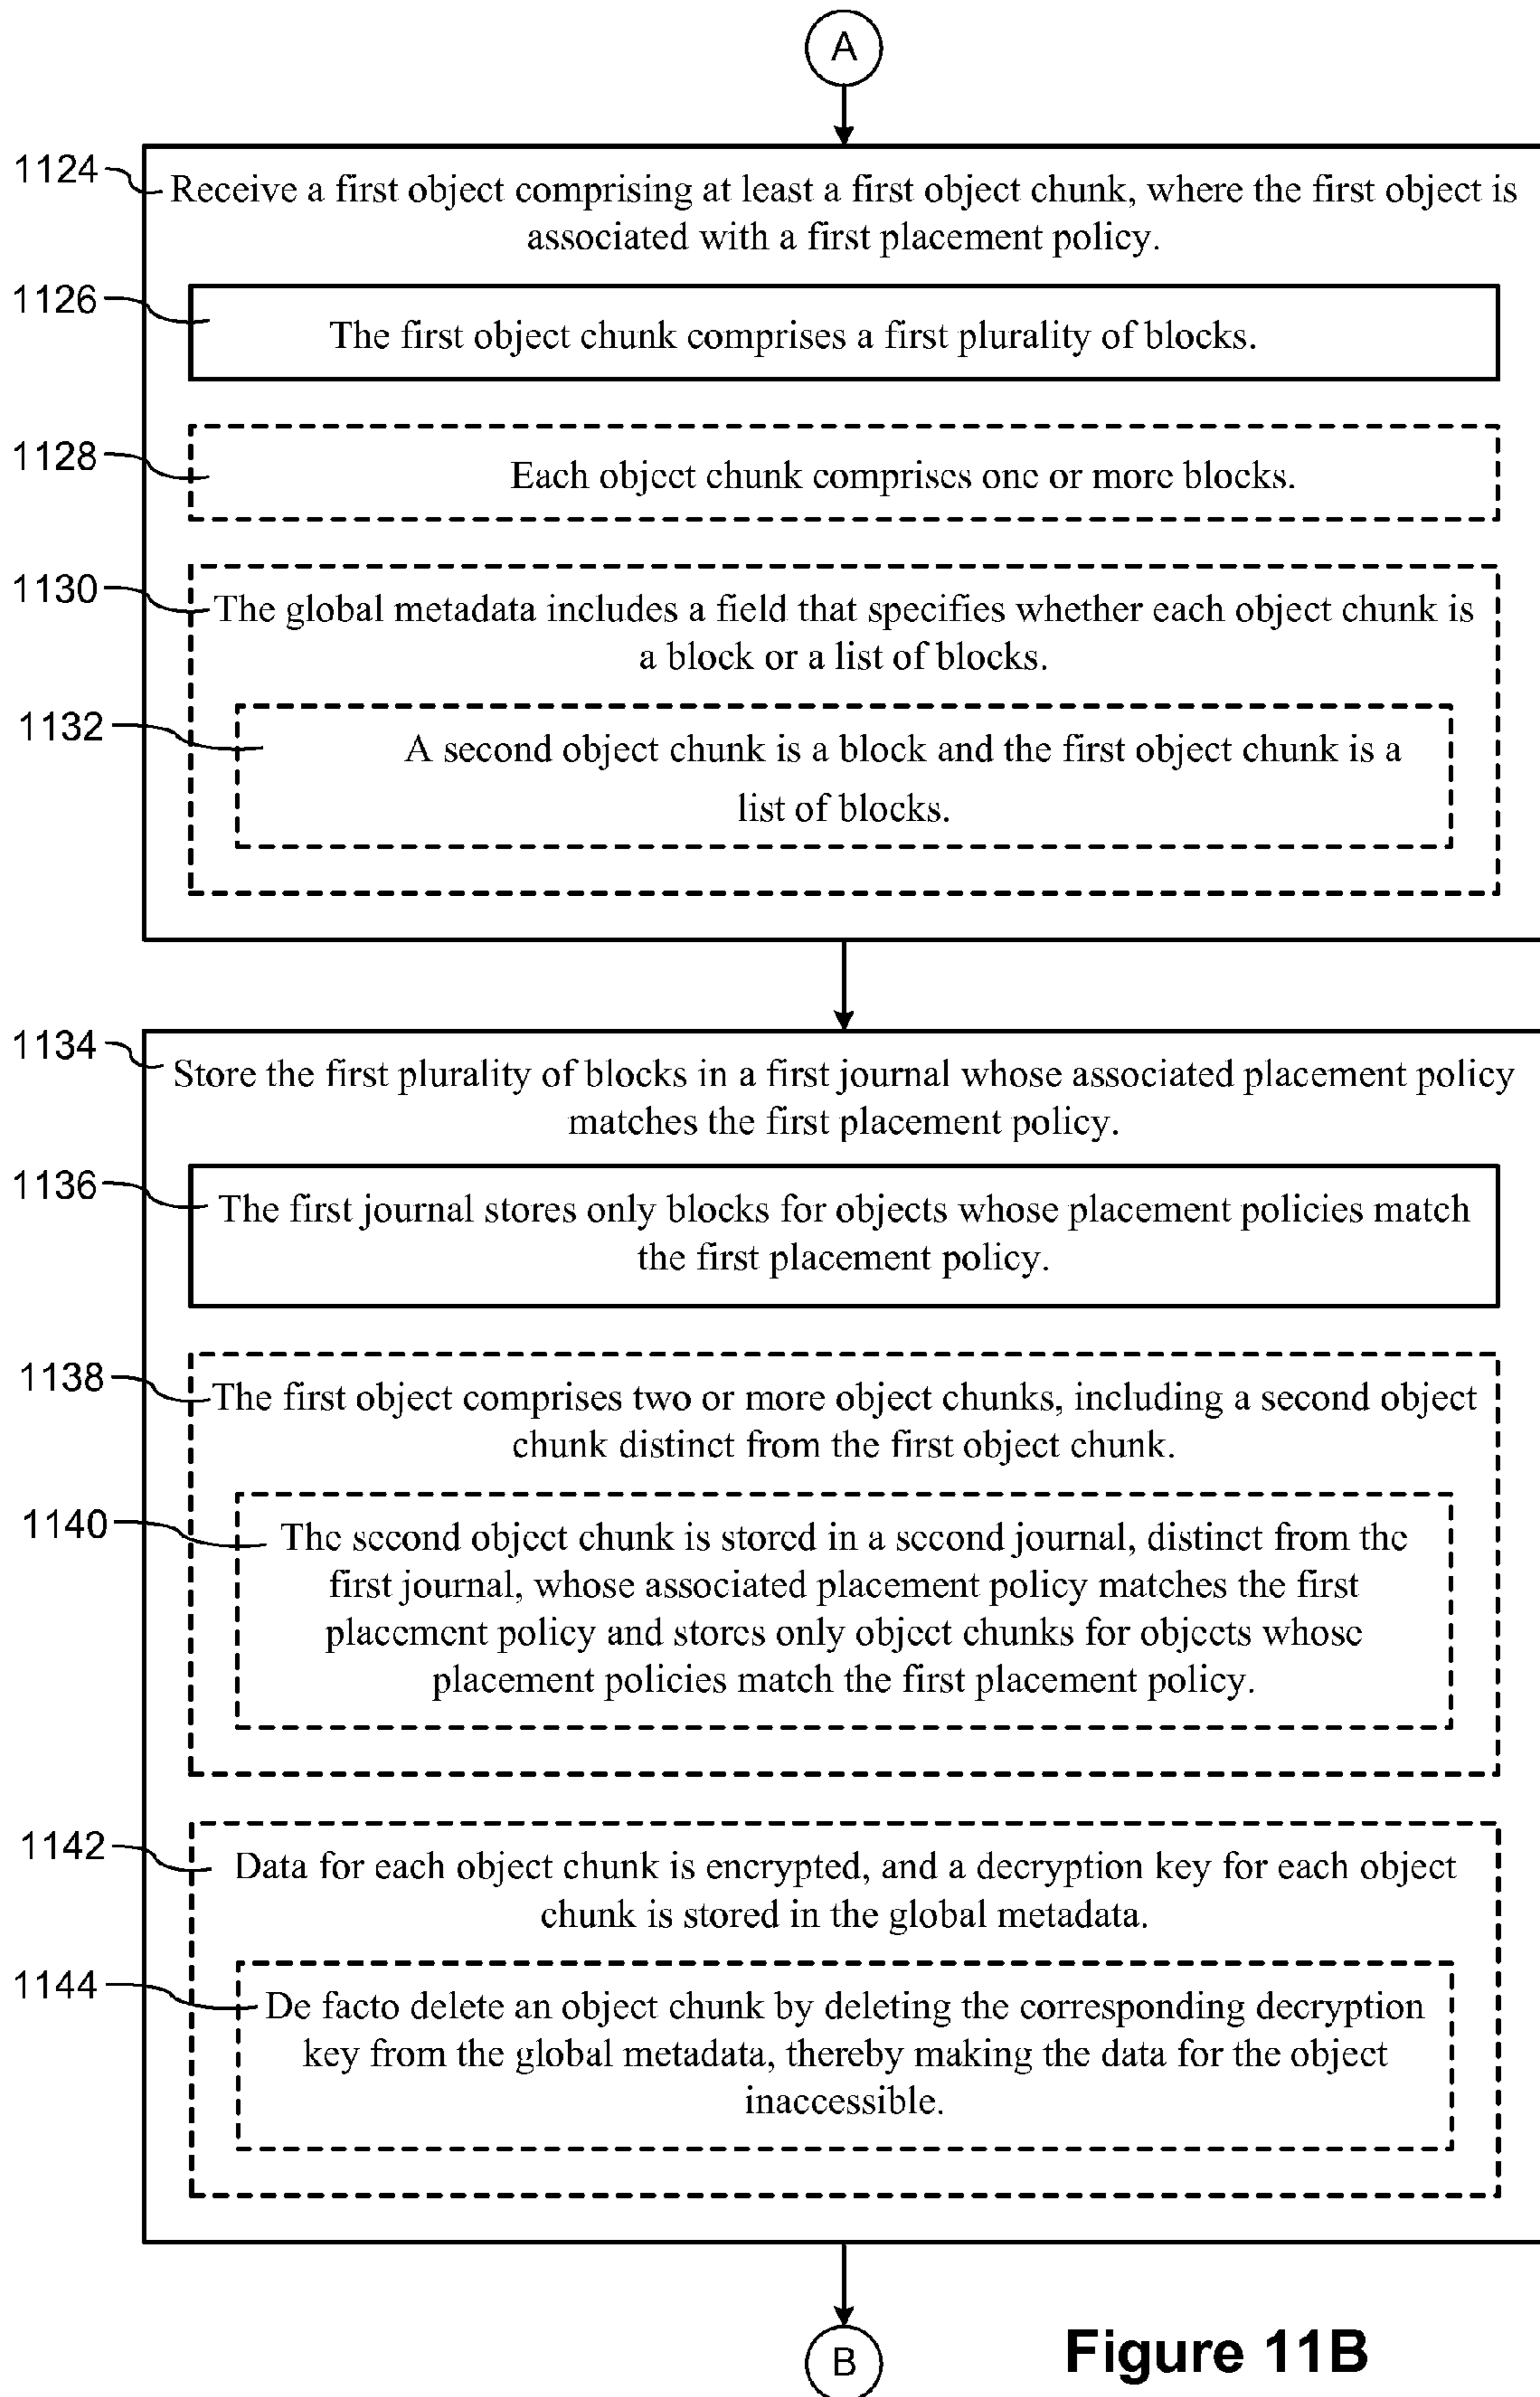 A
1124
Receive a first object comprising at least a first object chunk, where the first object is
associated with a first placement policy.
1126
The first object chunk comprises a first plurality of blocks.
1128
Each object chunk comprises one or more blocks.
1130
The global metadata includes a field that specifies whether each object chunk is
a block or a list of blocks.
1132
A second object chunk is a block and the first object chunk is a
list of blocks.
1134
Store the first plurality of blocks in a first journal whose associated placement policy
matches the first placement policy.
1136
The first journal stores only blocks for objects whose placement policies match
the first placement policy.
1138
The first object comprises two or more object chunks, including a second object
chunk distinct from the first object chunk.
1140
The second object chunk is stored in a second journal, distinct from the
first journal, whose associated placement policy matches the first
placement policy and stores only object chunks for objects whose
placement policies match the first placement policy.
1142
Data for each object chunk is encrypted, and a decryption key for each object
chunk is stored in the global metadata.
1144
De facto delete an object chunk by deleting the corresponding decryption
key from the global metadata, thereby making the data for the object
inaccessible.
B
Figure 11B